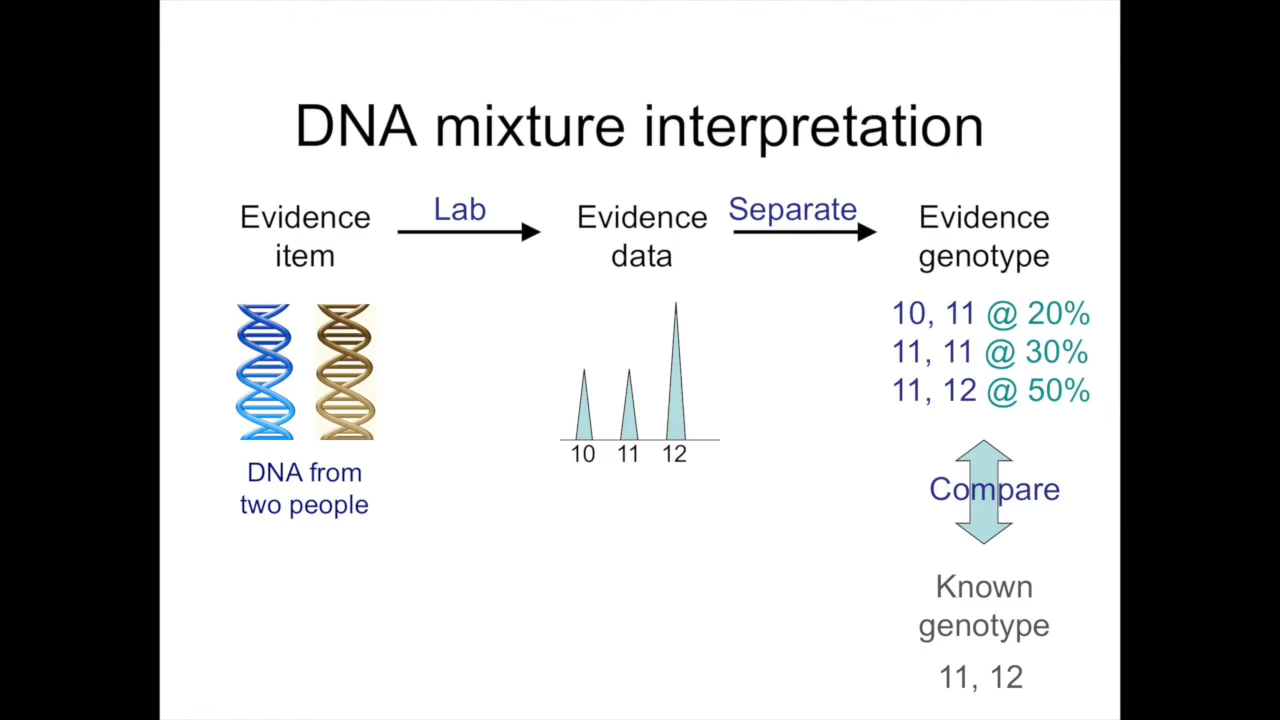 DNA mixture interpretation
Evidence
item
Lab
Evidence
data
Separate
Evidence
genotype
DNA from
two people
10
11
12
10, 11 @ 20%
11, 11 @ 30%
11, 12 @ 50%
Compare
Known
genotype
11, 12